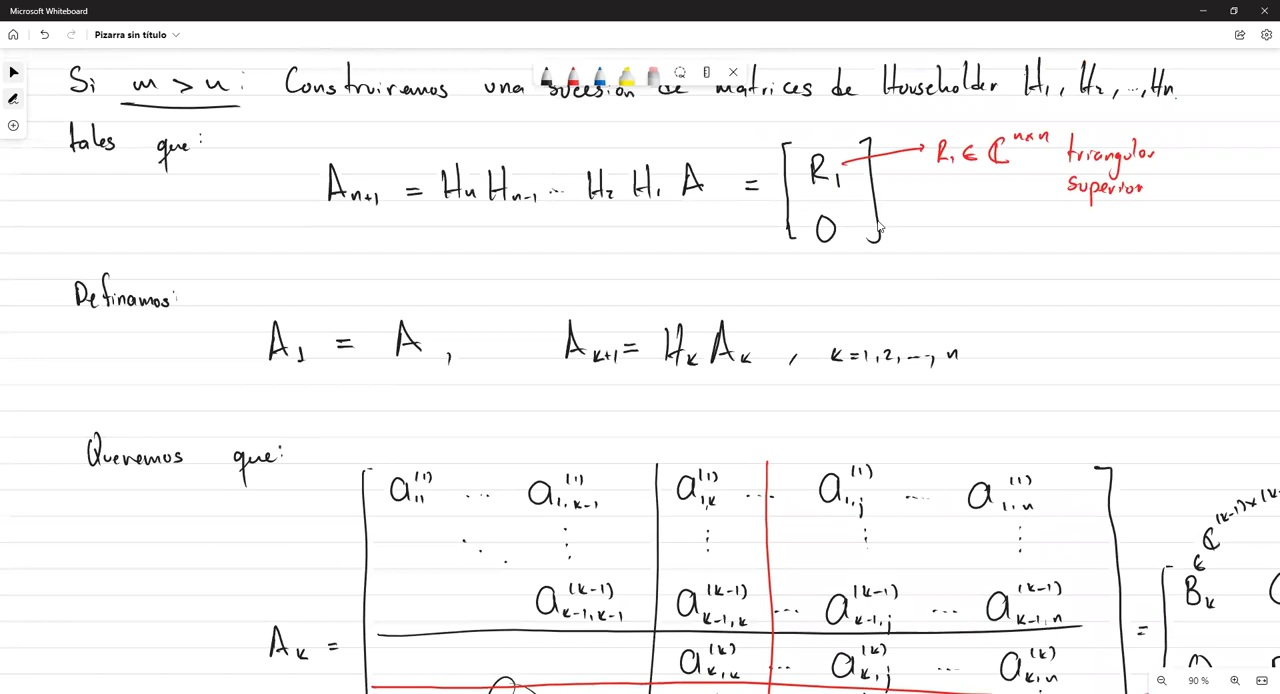 Microsoft Whiteboard
Pizarra sin título
Si m > n: Construiremos una sucesión de matrices de Householder H₁, H₂, ..., Hn
tales que:
Aₙ₊₁ = Hₙ Hₙ₋₁ ... H₂ H₁ A = [R₁ 0]
R₁ ∈ ℂⁿˣⁿ triangular
superior
Definamos:
A₁ = A, Aₖ₊₁ = Hₖ Aₖ, k=1,2,...,n
Queremos que:
a₁₁⁽¹⁾ ... a₁,ₖ₋₁⁽¹⁾ a₁,ₖ⁽¹⁾ ... a₁,ⱼ⁽¹⁾ ... a₁,ₙ⁽¹⁾
⋱ ⋮ ⋮ ⋮ ⋮
∈ ℂ⁽ᵏ⁻¹⁾ˣ⁽ᵏ
aₖ₋₁,ₖ₋₁⁽ᵏ⁻¹⁾ aₖ₋₁,ₖ⁽ᵏ⁻¹⁾ ... aₖ₋₁,ⱼ⁽ᵏ⁻¹⁾ ... aₖ₋₁,ₙ⁽ᵏ⁻¹⁾
Bₖ
Aₖ = =
aₖ,ₖ⁽ᵏ⁾ ... aₖ,ⱼ⁽ᵏ⁾ ... aₖ,ₙ⁽ᵏ⁾
90 %